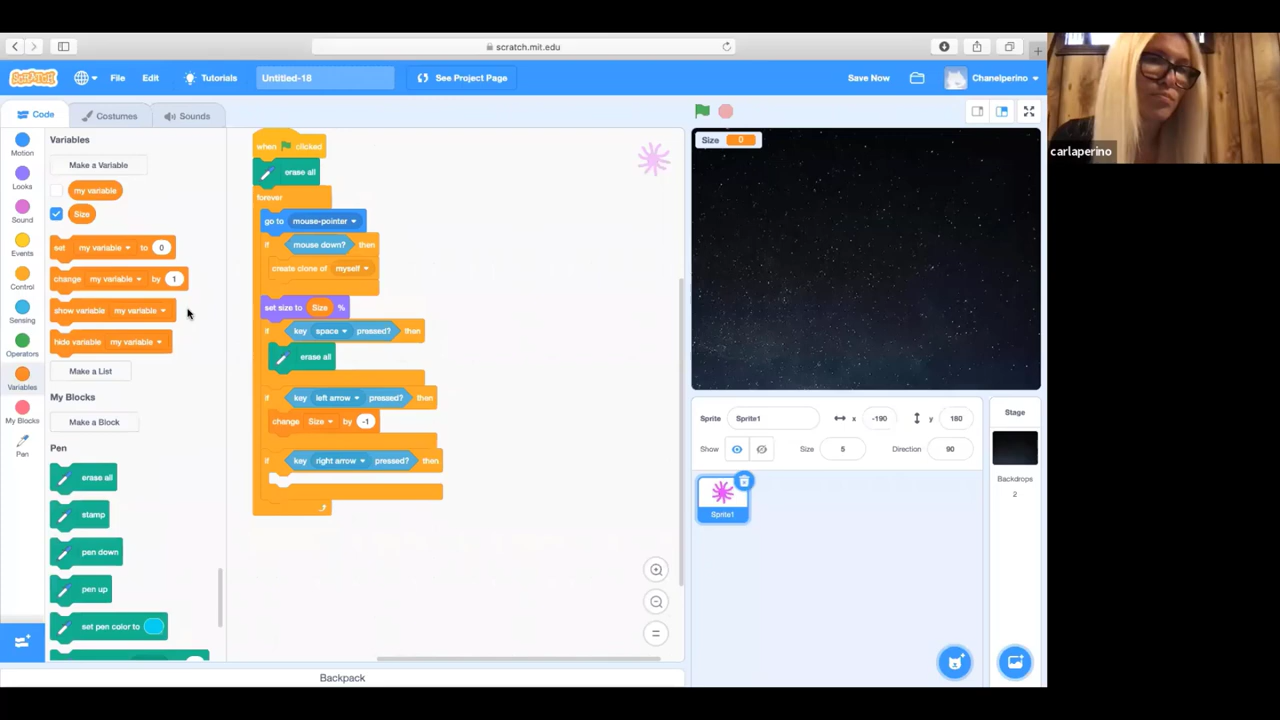 scratch.mit.edu
SCRATCH File Edit Tutorials Untitled-18 See Project Page Save Now Chanelperino
Code Costumes Sounds
Motion
Looks
Sound
Events
Control
Sensing
Operators
Variables
My Blocks
Pen
Variables
Make a Variable
my variable
Size
set my variable to 0
change my variable by 1
show variable my variable
hide variable my variable
Make a List
My Blocks
Make a Block
Pen
erase all
stamp
pen down
pen up
set pen color to
when clicked
erase all
forever
go to mouse-pointer
if mouse down? then
create clone of myself
set size to Size %
if key space pressed? then
erase all
if key left arrow pressed? then
change Size by -1
if key right arrow pressed? then
Size 0
Sprite Sprite1 x -190 y 180
Show Size 5 Direction 90
Sprite1
Stage
Backdrops
2
Backpack
carlaperino